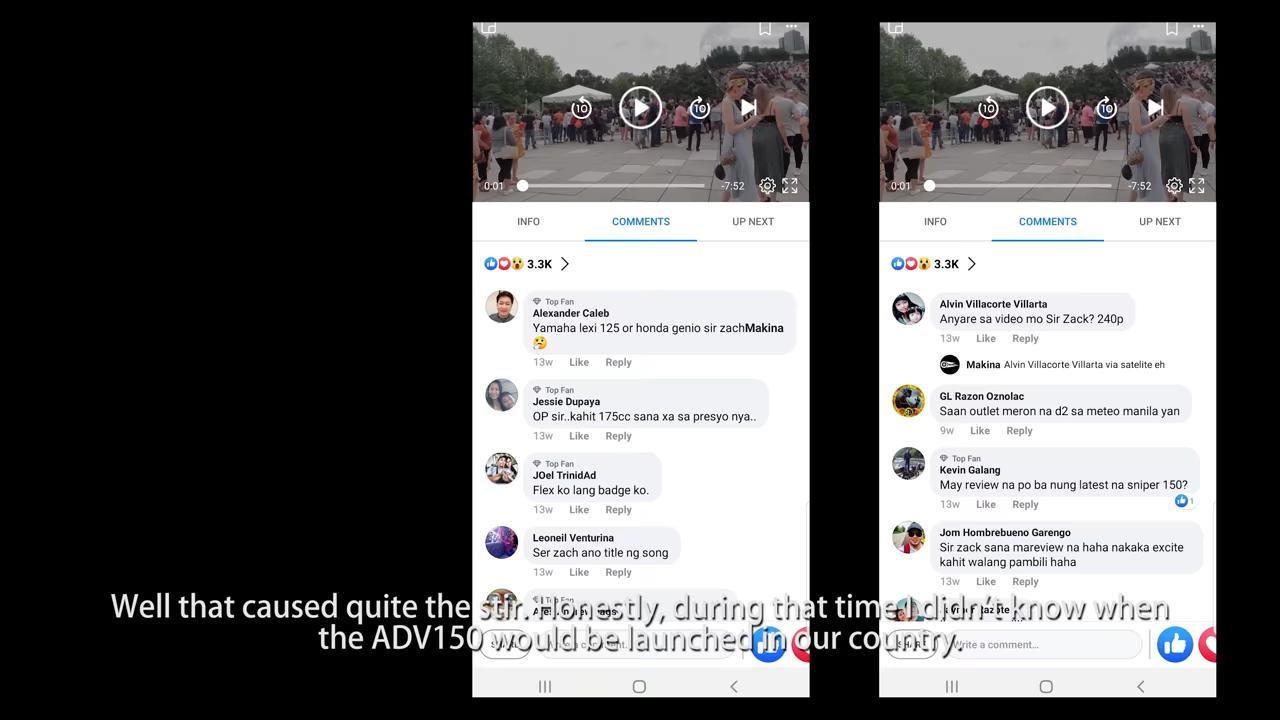 10
10
0:01
-7:52
INFO
COMMENTS
UP NEXT
3.3K
Top Fan
Alexander Caleb
Yamaha lexi 125 or honda genio sir zachMakina
13w Like Reply
Top Fan
Jessie Dupaya
OP sir..kahit 175cc sana xa sa presyo nya..
13w Like Reply
Top Fan
JOel TrinidAd
Flex ko lang badge ko.
13w Like Reply
Leoneil Venturina
Ser zach ano title ng song
13w Like Reply
10
10
0:01
-7:52
INFO
COMMENTS
UP NEXT
3.3K
Alvin Villacorte Villarta
Anyare sa video mo Sir Zack? 240p
13w Like Reply
Makina Alvin Villacorte Villarta via satelite eh
GL Razon Oznolac
Saan outlet meron na d2 sa meteo manila yan
9w Like Reply
Top Fan
Kevin Galang
May review na po ba nung latest na sniper 150?
13w Like Reply
1
Jom Hombrebueno Garengo
Sir zack sana mareview na haha nakaka excite
kahit walang pambili haha
13w Like Reply
Write a comment...
Well that caused quite the stir. Honestly, during that time I didn't know when
the ADV150 would be launched in our country.